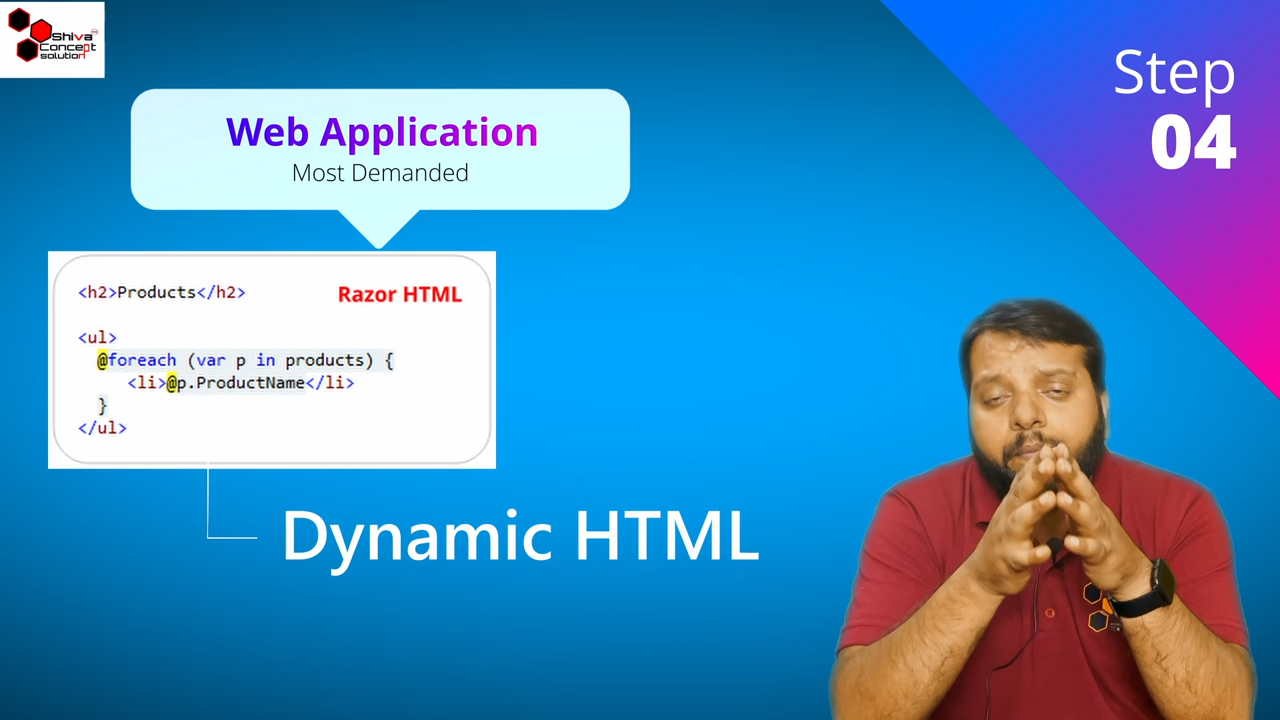 Shiva
Concept
solution
Step
04
Web Application
Most Demanded
<h2>Products</h2>
Razor HTML
<ul>
@foreach (var p in products) {
<li>@p.ProductName</li>
}
</ul>
Dynamic HTML